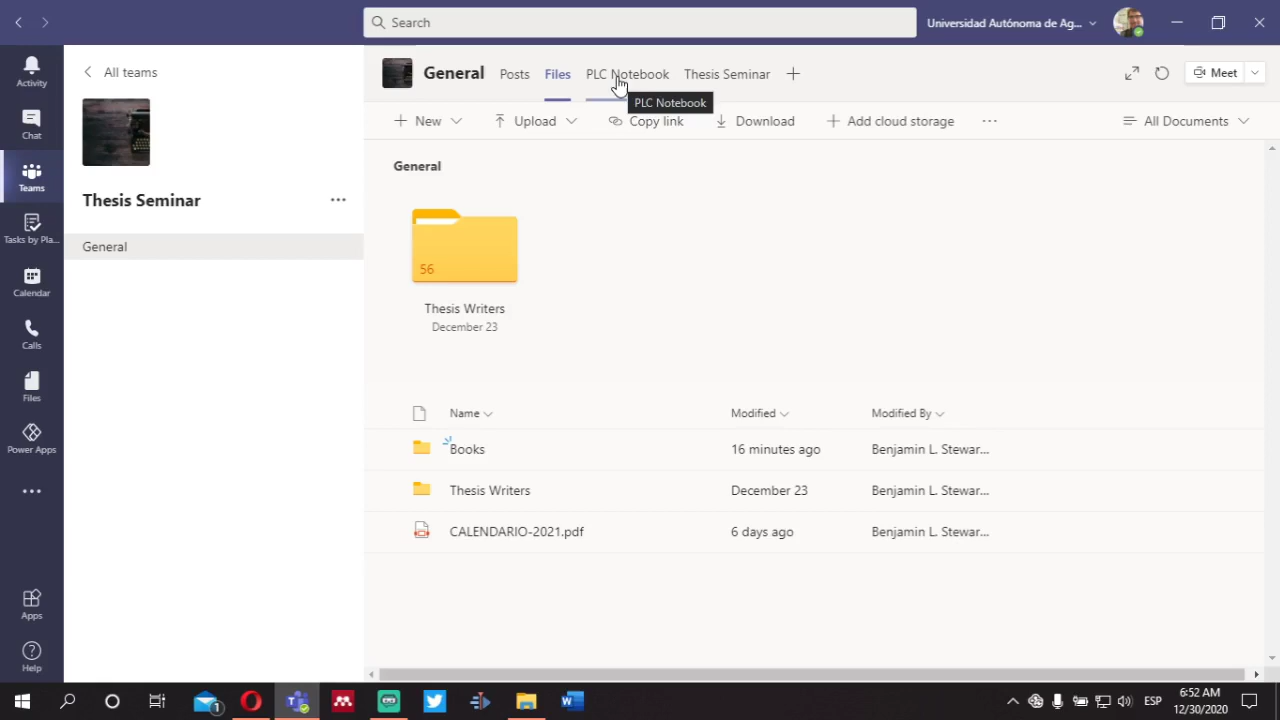 Search
Universidad Autónoma de Ag...
Activity
Chat
Teams
Tasks by Pla...
Calendar
Calls
Files
Power Apps
Apps
Help
All teams
Thesis Seminar
General
General Posts Files PLC Notebook Thesis Seminar
Meet
PLC Notebook
New Upload Copy link Download Add cloud storage All Documents
General
56
Thesis Writers
December 23
Name Modified Modified By
Books 16 minutes ago Benjamin L. Stewar...
Thesis Writers December 23 Benjamin L. Stewar...
CALENDARIO-2021.pdf 6 days ago Benjamin L. Stewar...
1
ESP
6:52 AM
12/30/2020